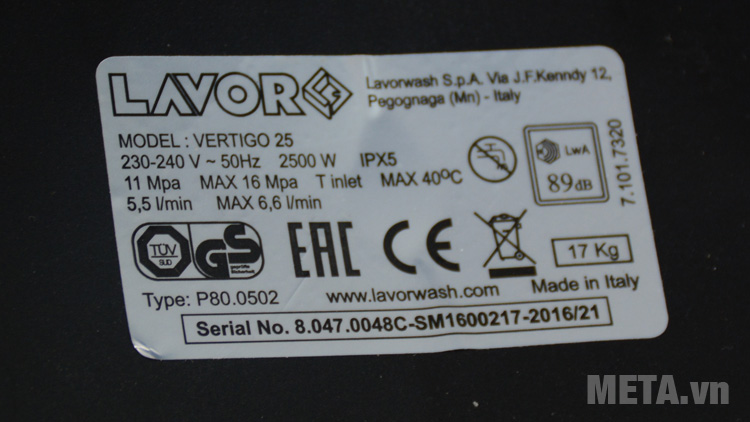 LAVOR
Lavorwash S.p.A. Via J.F.Kenndy 12,
Pegognaga (Mn) - Italy
MODEL : VERTIGO 25
230-240 V ~ 50Hz 2500 W IPX5
11 Mpa MAX 16 Mpa T inlet MAX 40ºC
5,5 l/min MAX 6,6 l/min
LwA
89dB
7.101.7320
TÜV
SÜD
GS
geprüfte
Sicherheit
EAC CE
17 Kg
Type: P80.0502
www.lavorwash.com
Made in Italy
Serial No. 8.047.0048C-SM1600217-2016/21
META.vn